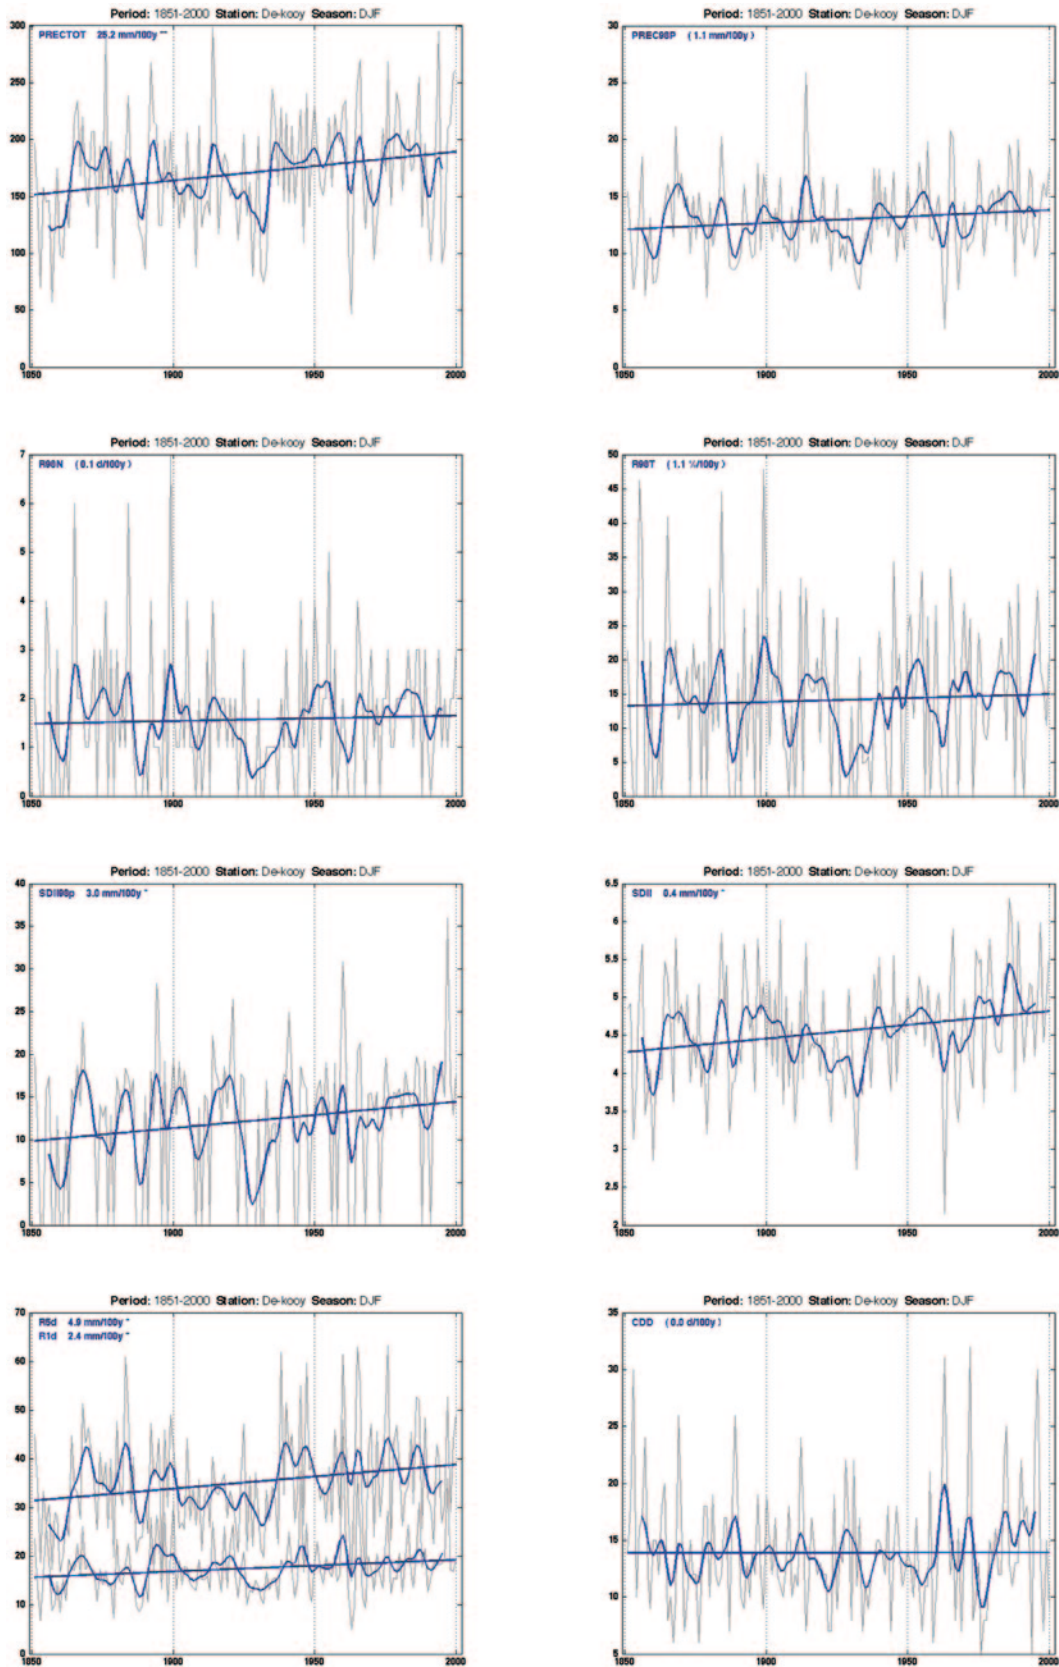 Period: 1851-2000 Station: De-kooy Season: DJF
PRECTOT 25.2 mm/100y **
300
250
200
150
100
50
0
1850 1900 1950 2000
Period: 1851-2000 Station: De-kooy Season: DJF
PREC90P (1.1 mm/100y )
30
25
20
15
10
5
0
1850 1900 1950 2000
Period: 1851-2000 Station: De-kooy Season: DJF
R90N (0.1 d/100y )
7
6
5
4
3
2
1
0
1850 1900 1950 2000
Period: 1851-2000 Station: De-kooy Season: DJF
R90T (1.1 %/100y )
50
45
40
35
30
25
20
15
10
5
0
1850 1900 1950 2000
Period: 1851-2000 Station: De-kooy Season: DJF
SDII90p 3.0 mm/100y *
40
35
30
25
20
15
10
5
0
1850 1900 1950 2000
Period: 1851-2000 Station: De-kooy Season: DJF
SDII 0.4 mm/100y *
6.5
6
5.5
5
4.5
4
3.5
3
2.5
2
1850 1900 1950 2000
Period: 1851-2000 Station: De-kooy Season: DJF
R5d 4.9 mm/100y *
R1d 2.4 mm/100y *
70
60
50
40
30
20
10
0
1850 1900 1950 2000
Period: 1851-2000 Station: De-kooy Season: DJF
CDD (0.0 d/100y )
35
30
25
20
15
10
5
1850 1900 1950 2000